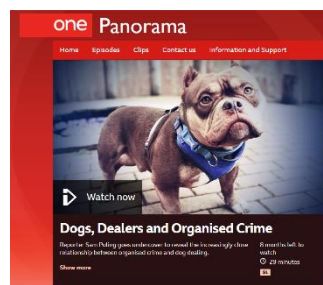 one Panorama
Home Episodes Clips Contact us Information and Support
Watch now
Dogs, Dealers and Organised Crime
Reporter Sam Poling goes undercover to reveal the increasingly close
relationship between organised crime and dog dealing.
8 months left to
watch
29 minutes
SL
Show more